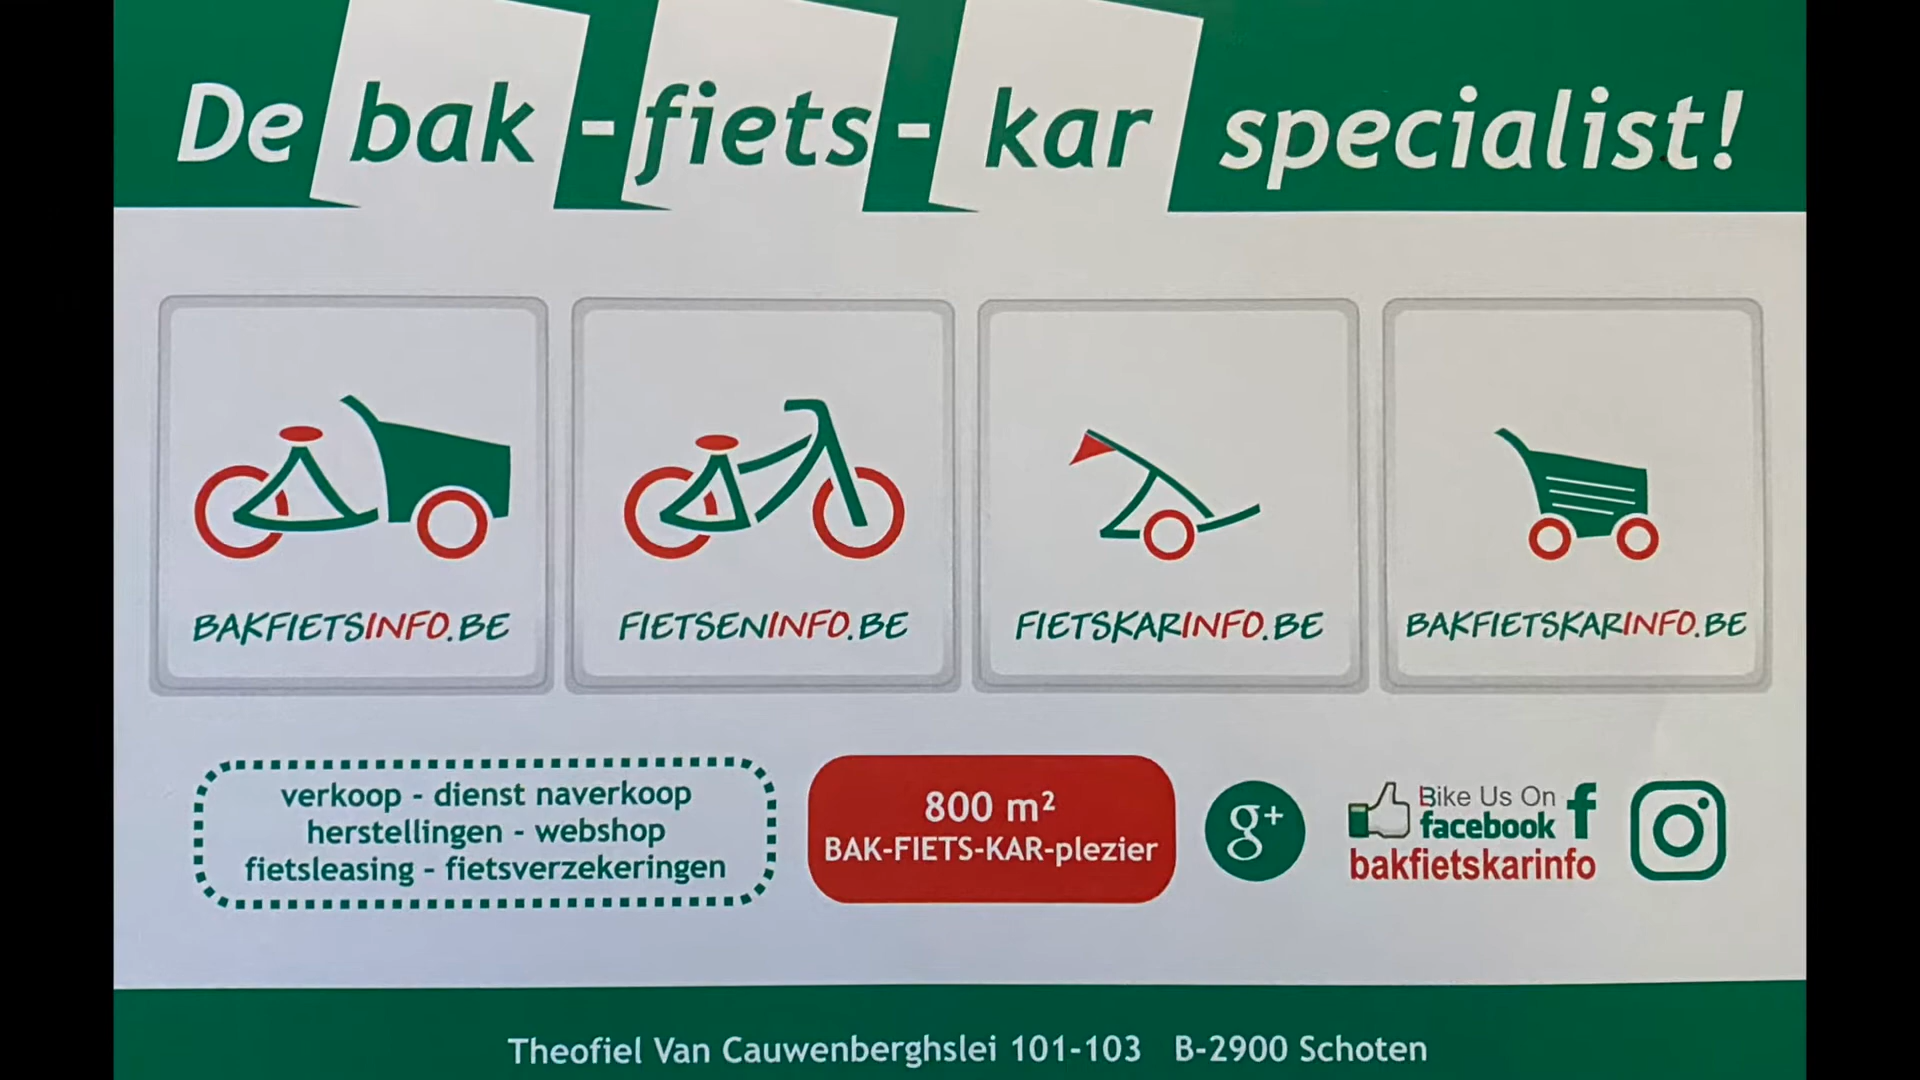 De bak - fiets - kar specialist!
BAKFIETSINFO.BE
FIETSENINFO.BE
FIETSKARINFO.BE
BAKFIETSKARINFO.BE
verkoop - dienst naverkoop
herstellingen - webshop
fietsleasing - fietsverzekeringen
800 m²
BAK-FIETS-KAR-plezier
g+
Bike Us On
facebook f
bakfietskarinfo
Theofiel Van Cauwenberghslei 101-103 B-2900 Schoten